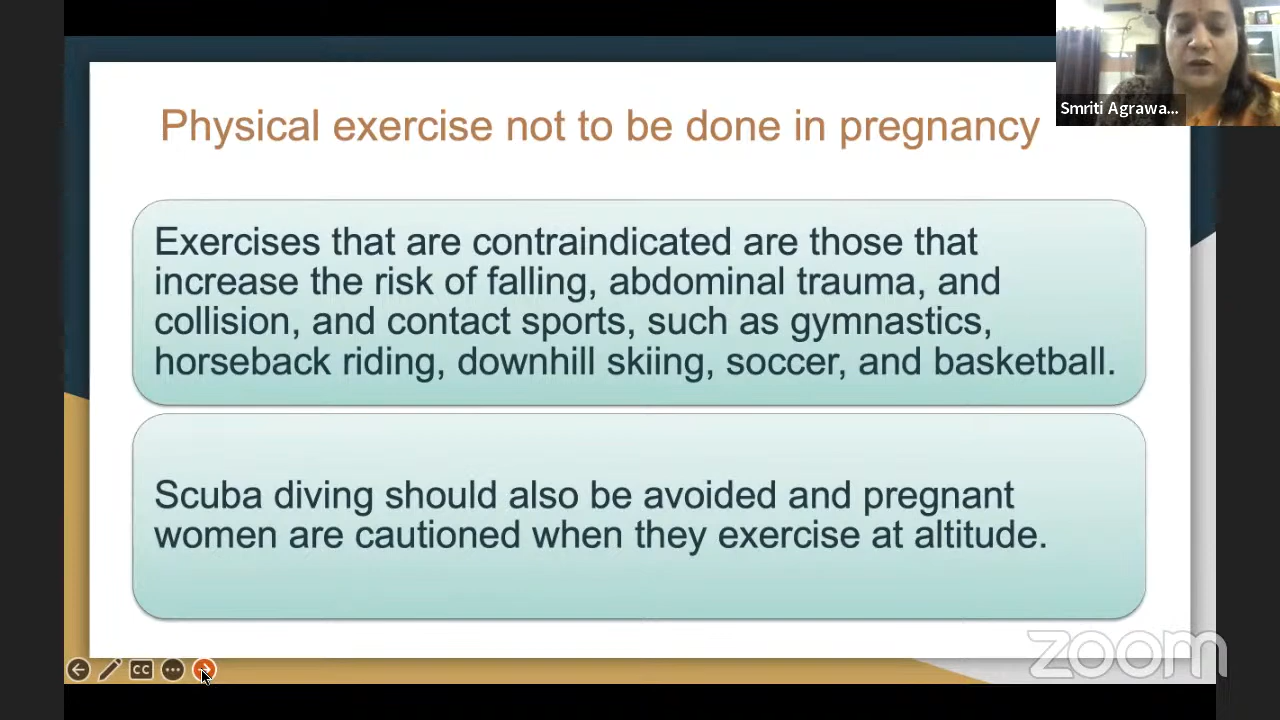 Smriti Agrawa...
Physical exercise not to be done in pregnancy
Exercises that are contraindicated are those that
increase the risk of falling, abdominal trauma, and
collision, and contact sports, such as gymnastics,
horseback riding, downhill skiing, soccer, and basketball.
Scuba diving should also be avoided and pregnant
women are cautioned when they exercise at altitude.
zoom
CC